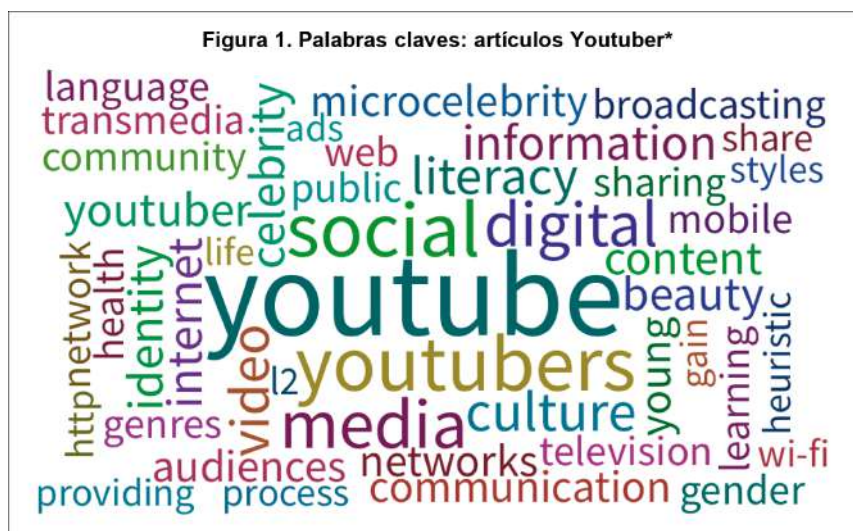 Figura 1. Palabras claves: artículos Youtuber*
language
microcelebrity
broadcasting
transmedia
celebrity
ads
information
share
community
web
literacy
sharing
styles
public
youtuber
social
digital
mobile
life
content
httpnetwork
health
identity
internet
youtube
beauty
video
l2
youtubers
young
gain
learning
heuristic
genres
media
culture
audiences
networks
television
wi-fi
providing
process
communication
gender